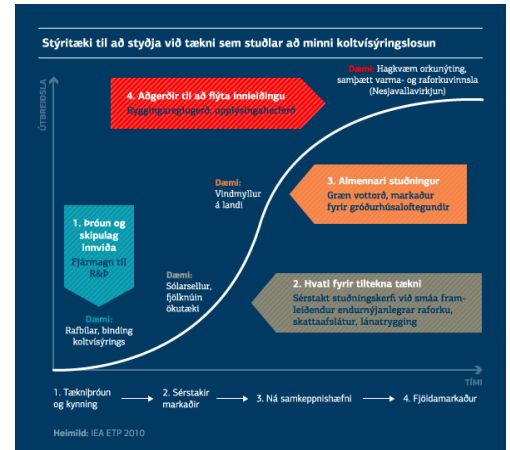 Stýritæki til að styðja við tækni sem stuðlar að minni koltvísýringslosun
ÚTBREIÐSLA
Dæmi: Hagkvæm orkunýting,
samþætt varma- og raforkuvinnsla
(Nesjavallavirkjun)
4. Aðgerðir til að flýta innleiðingu
Byggingareglugerð, upplýsingaherferð
Dæmi:
Vindmyllur
á landi
3. Almennari stuðningur
Græn vottorð, markaður
fyrir gróðurhúsalofttegundir
1. Þróun og
skipulag
innviða
Fjármagn til
R&Þ
Dæmi:
Rafbílar, binding
koltvísýrings
Dæmi:
Sólarsellur,
fjölknúin
ökutæki
2. Hvati fyrir tiltekna tækni
Sérstakt stuðningskerfi við smáa fram-
leiðendur endurnýjanlegrar raforku,
skattaafslátur, lánatrygging
TÍMI
1. Tækniþróun
og kynning
2. Sérstakir
markaðir
3. Ná samkeppnishæfni
4. Fjöldamarkaður
Heimild: IEA ETP 2010